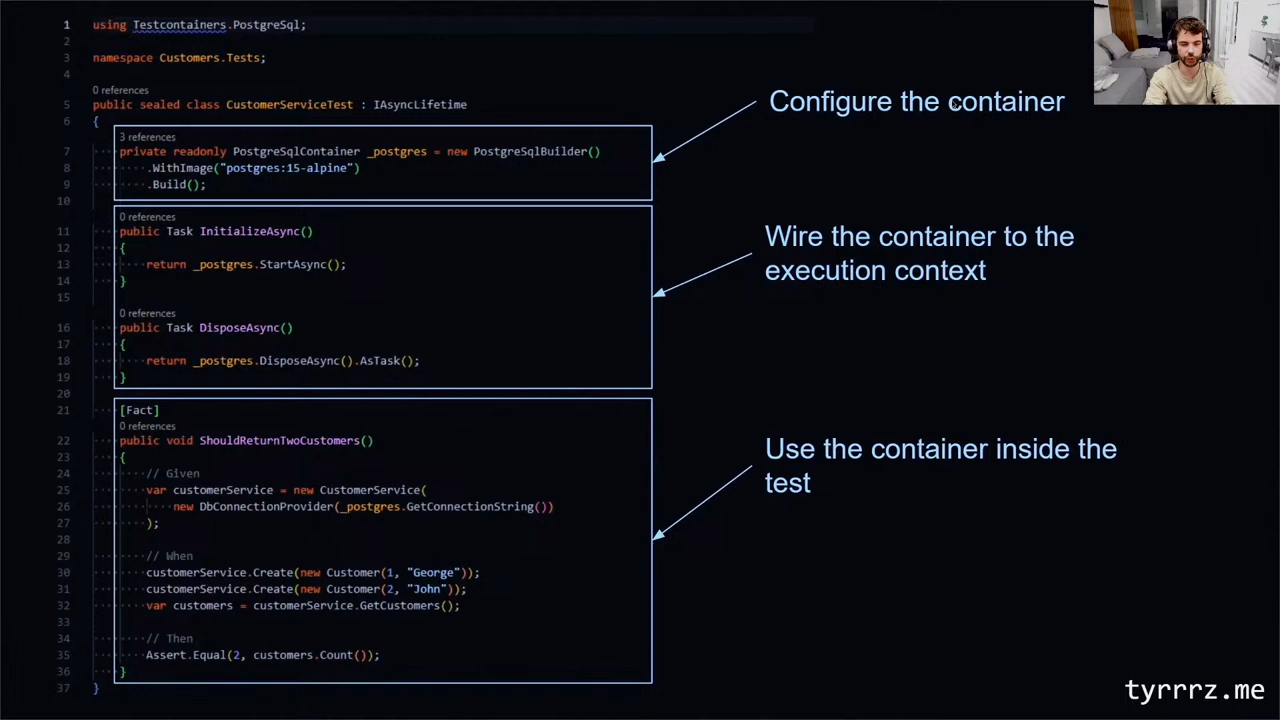 1 using Testcontainers.PostgreSql;
2
3 namespace Customers.Tests;
4
0 references
5 public sealed class CustomerServiceTest : IAsyncLifetime
6 {
3 references
7 private readonly PostgreSqlContainer _postgres = new PostgreSqlBuilder()
8 .WithImage("postgres:15-alpine")
9 .Build();
10
0 references
11 public Task InitializeAsync()
12 {
13 return _postgres.StartAsync();
14 }
15
0 references
16 public Task DisposeAsync()
17 {
18 return _postgres.DisposeAsync().AsTask();
19 }
20
21 [Fact]
0 references
22 public void ShouldReturnTwoCustomers()
23 {
24 // Given
25 var customerService = new CustomerService(
26 new DbConnectionProvider(_postgres.GetConnectionString())
27 );
28
29 // When
30 customerService.Create(new Customer(1, "George"));
31 customerService.Create(new Customer(2, "John"));
32 var customers = customerService.GetCustomers();
33
34 // Then
35 Assert.Equal(2, customers.Count());
36 }
37 }
Configure the container
Wire the container to the
execution context
Use the container inside the
test
tyrrrz.me